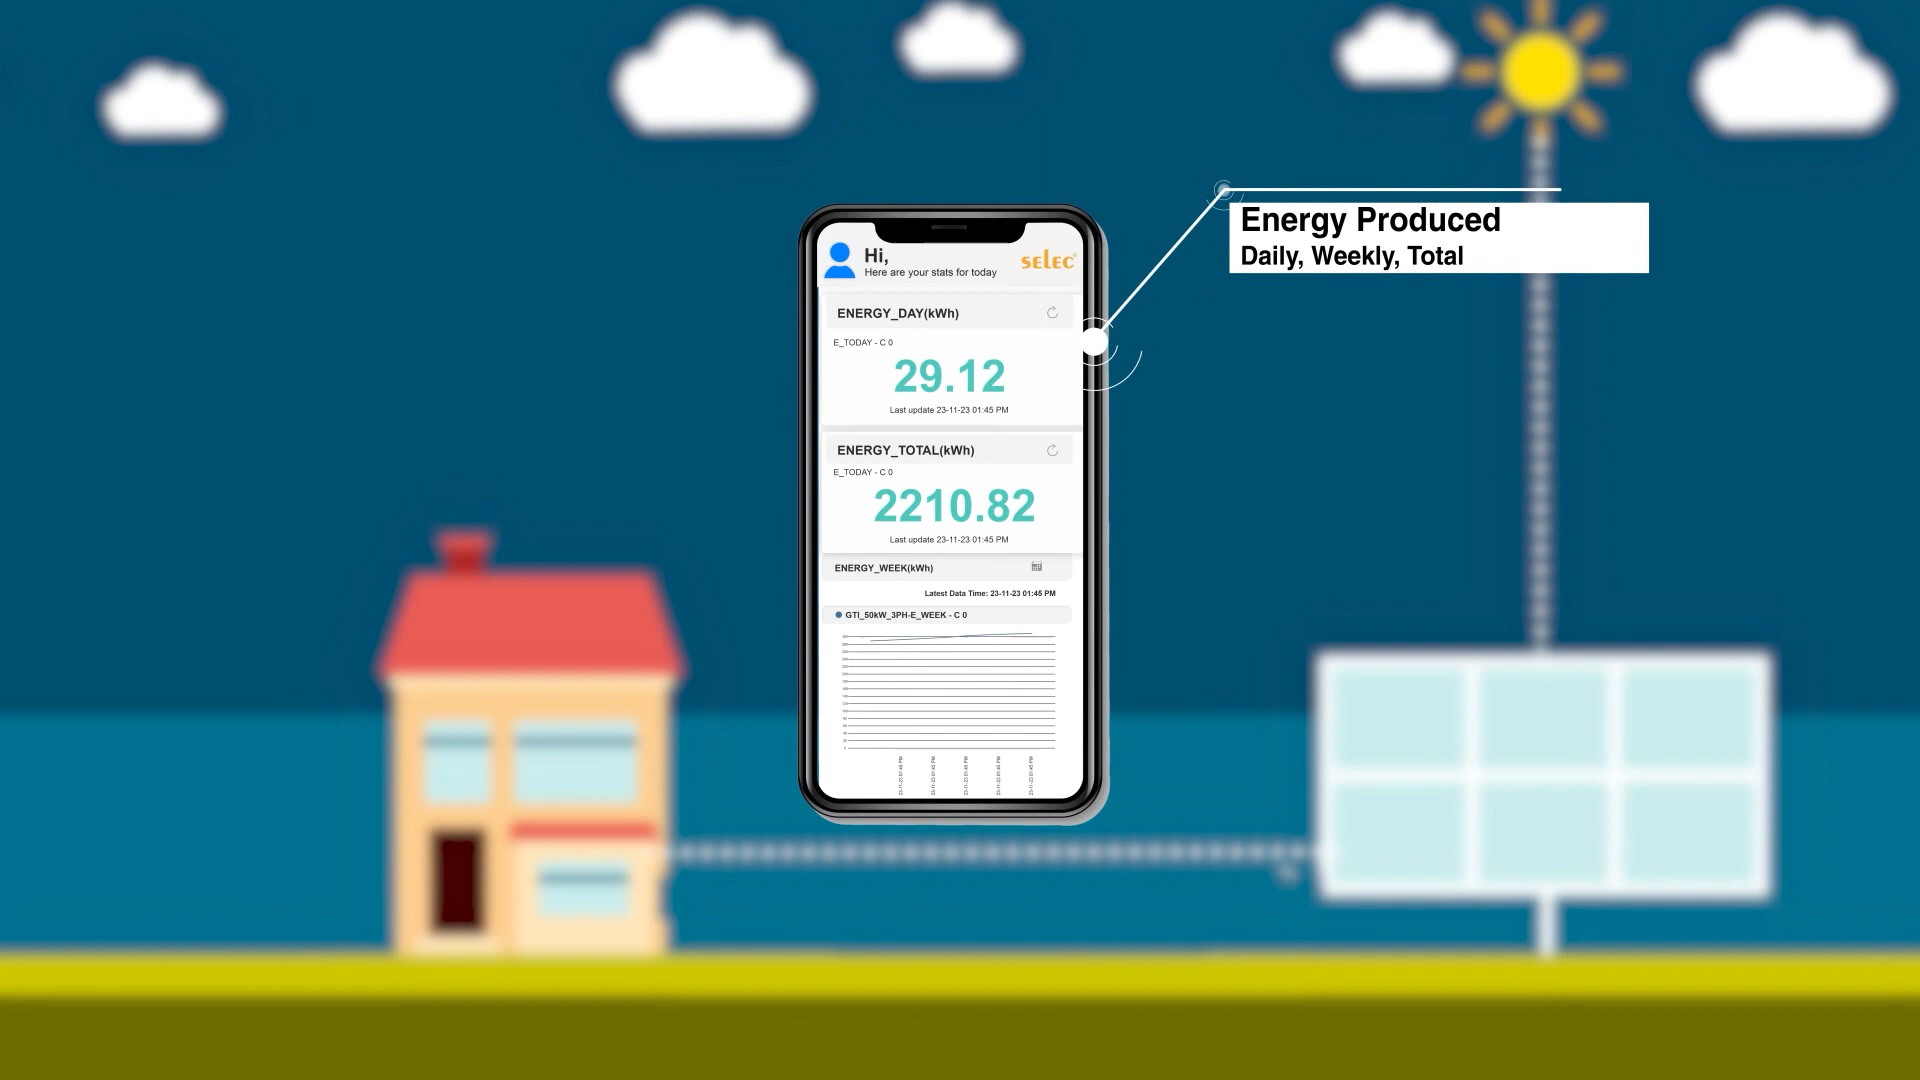 Energy Produced
Daily, Weekly, Total
Hi,
Here are your stats for today
selec
ENERGY_DAY(kWh)
E_TODAY - C 0
29.12
Last update 23-11-23 01:45 PM
ENERGY_TOTAL(kWh)
E_TODAY - C 0
2210.82
Last update 23-11-23 01:45 PM
ENERGY_WEEK(kWh)
Latest Data Time: 23-11-23 01:45 PM
GTI_50kW_3PH-E_WEEK - C 0